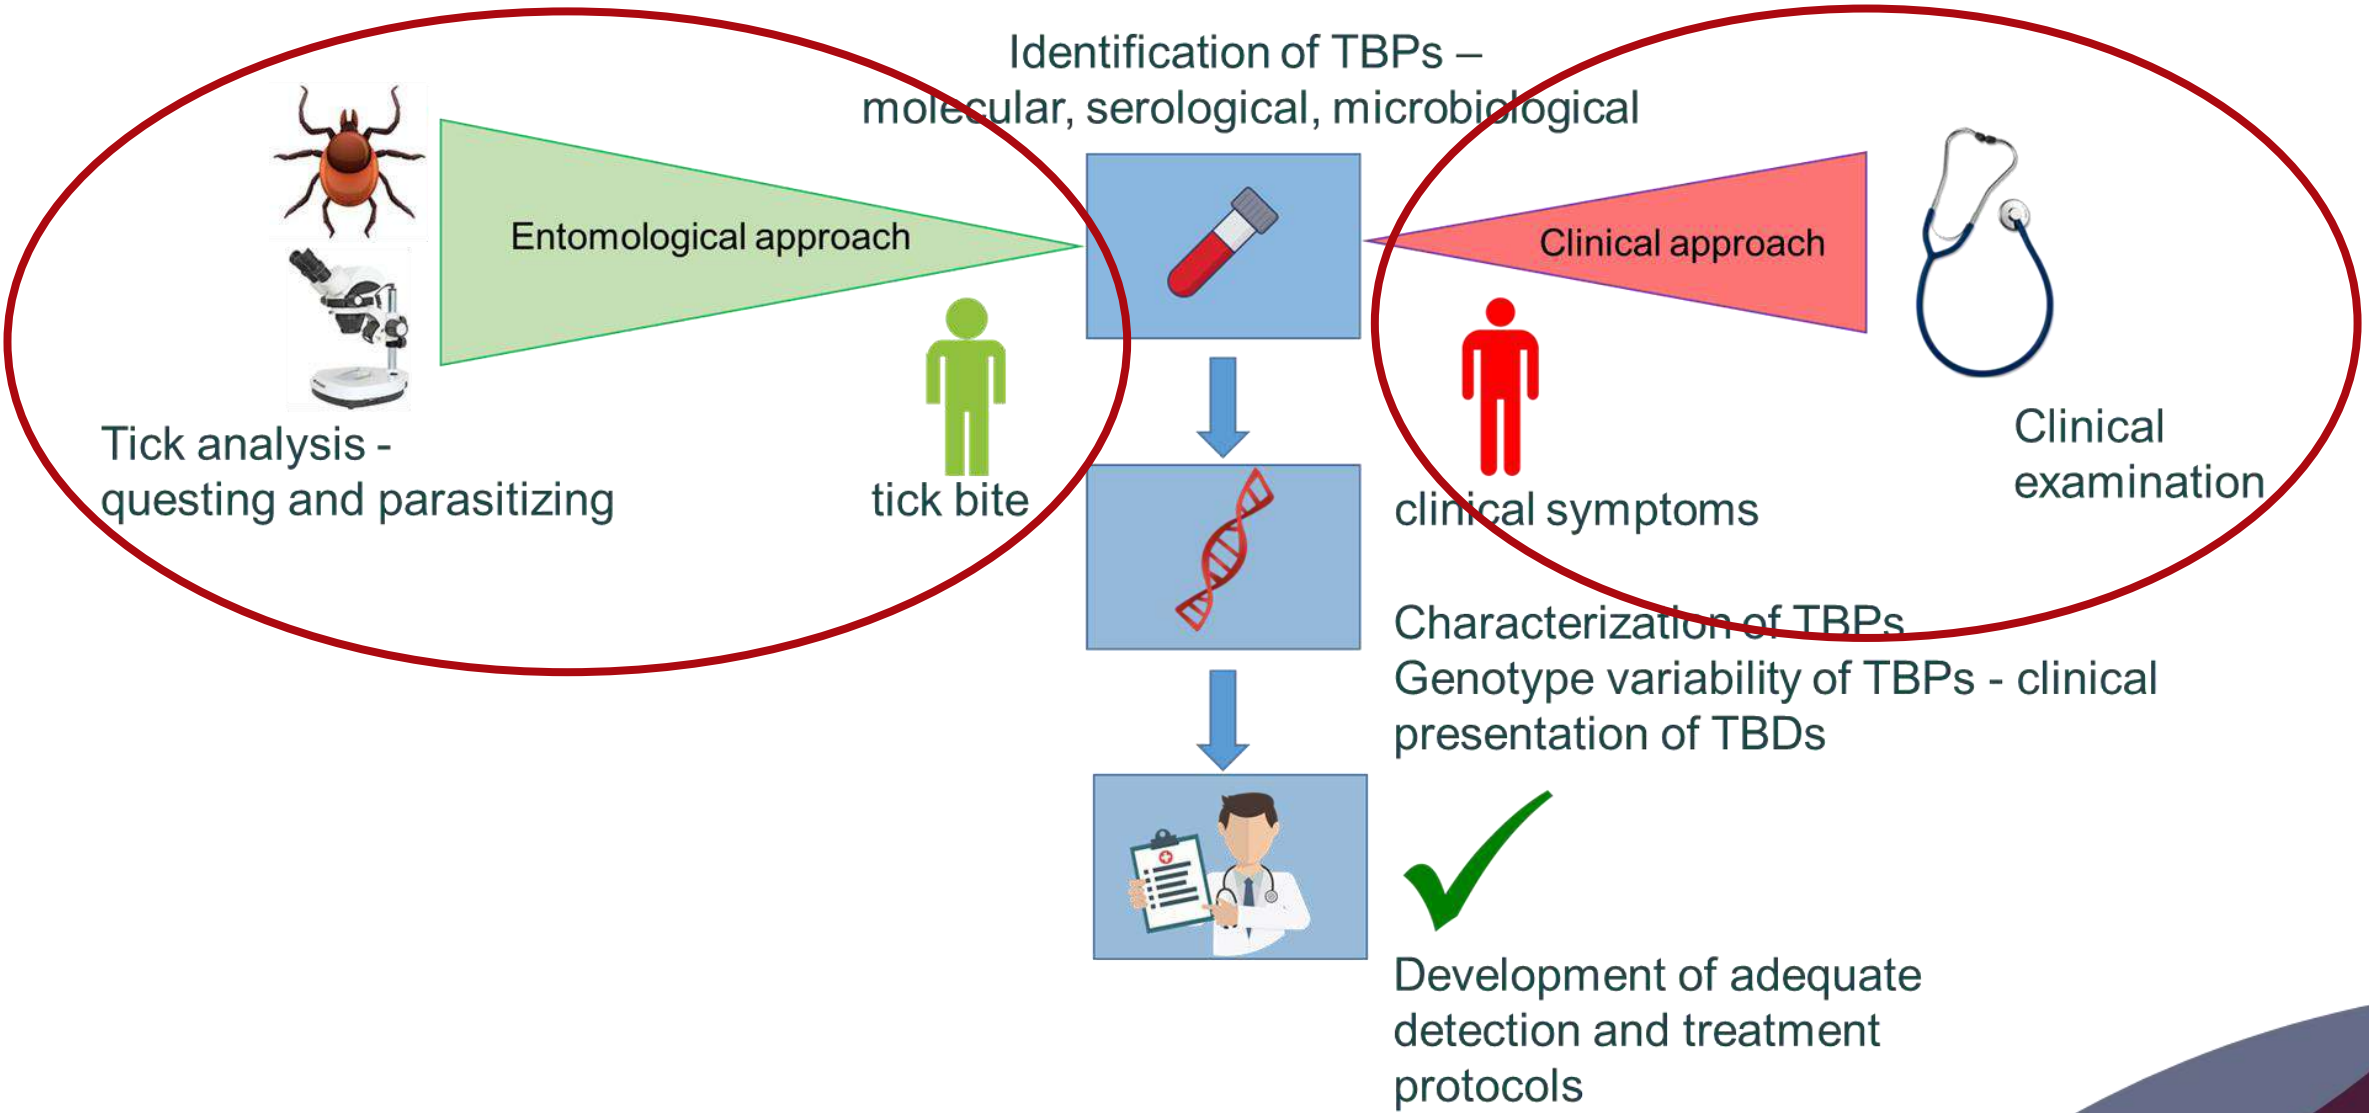 Identification of TBPs –
molecular, serological, microbiological
Entomological approach
Clinical approach
Tick analysis -
questing and parasitizing
tick bite
clinical symptoms
Clinical
examination
Characterization of TBPs
Genotype variability of TBPs - clinical
presentation of TBDs
Development of adequate
detection and treatment
protocols